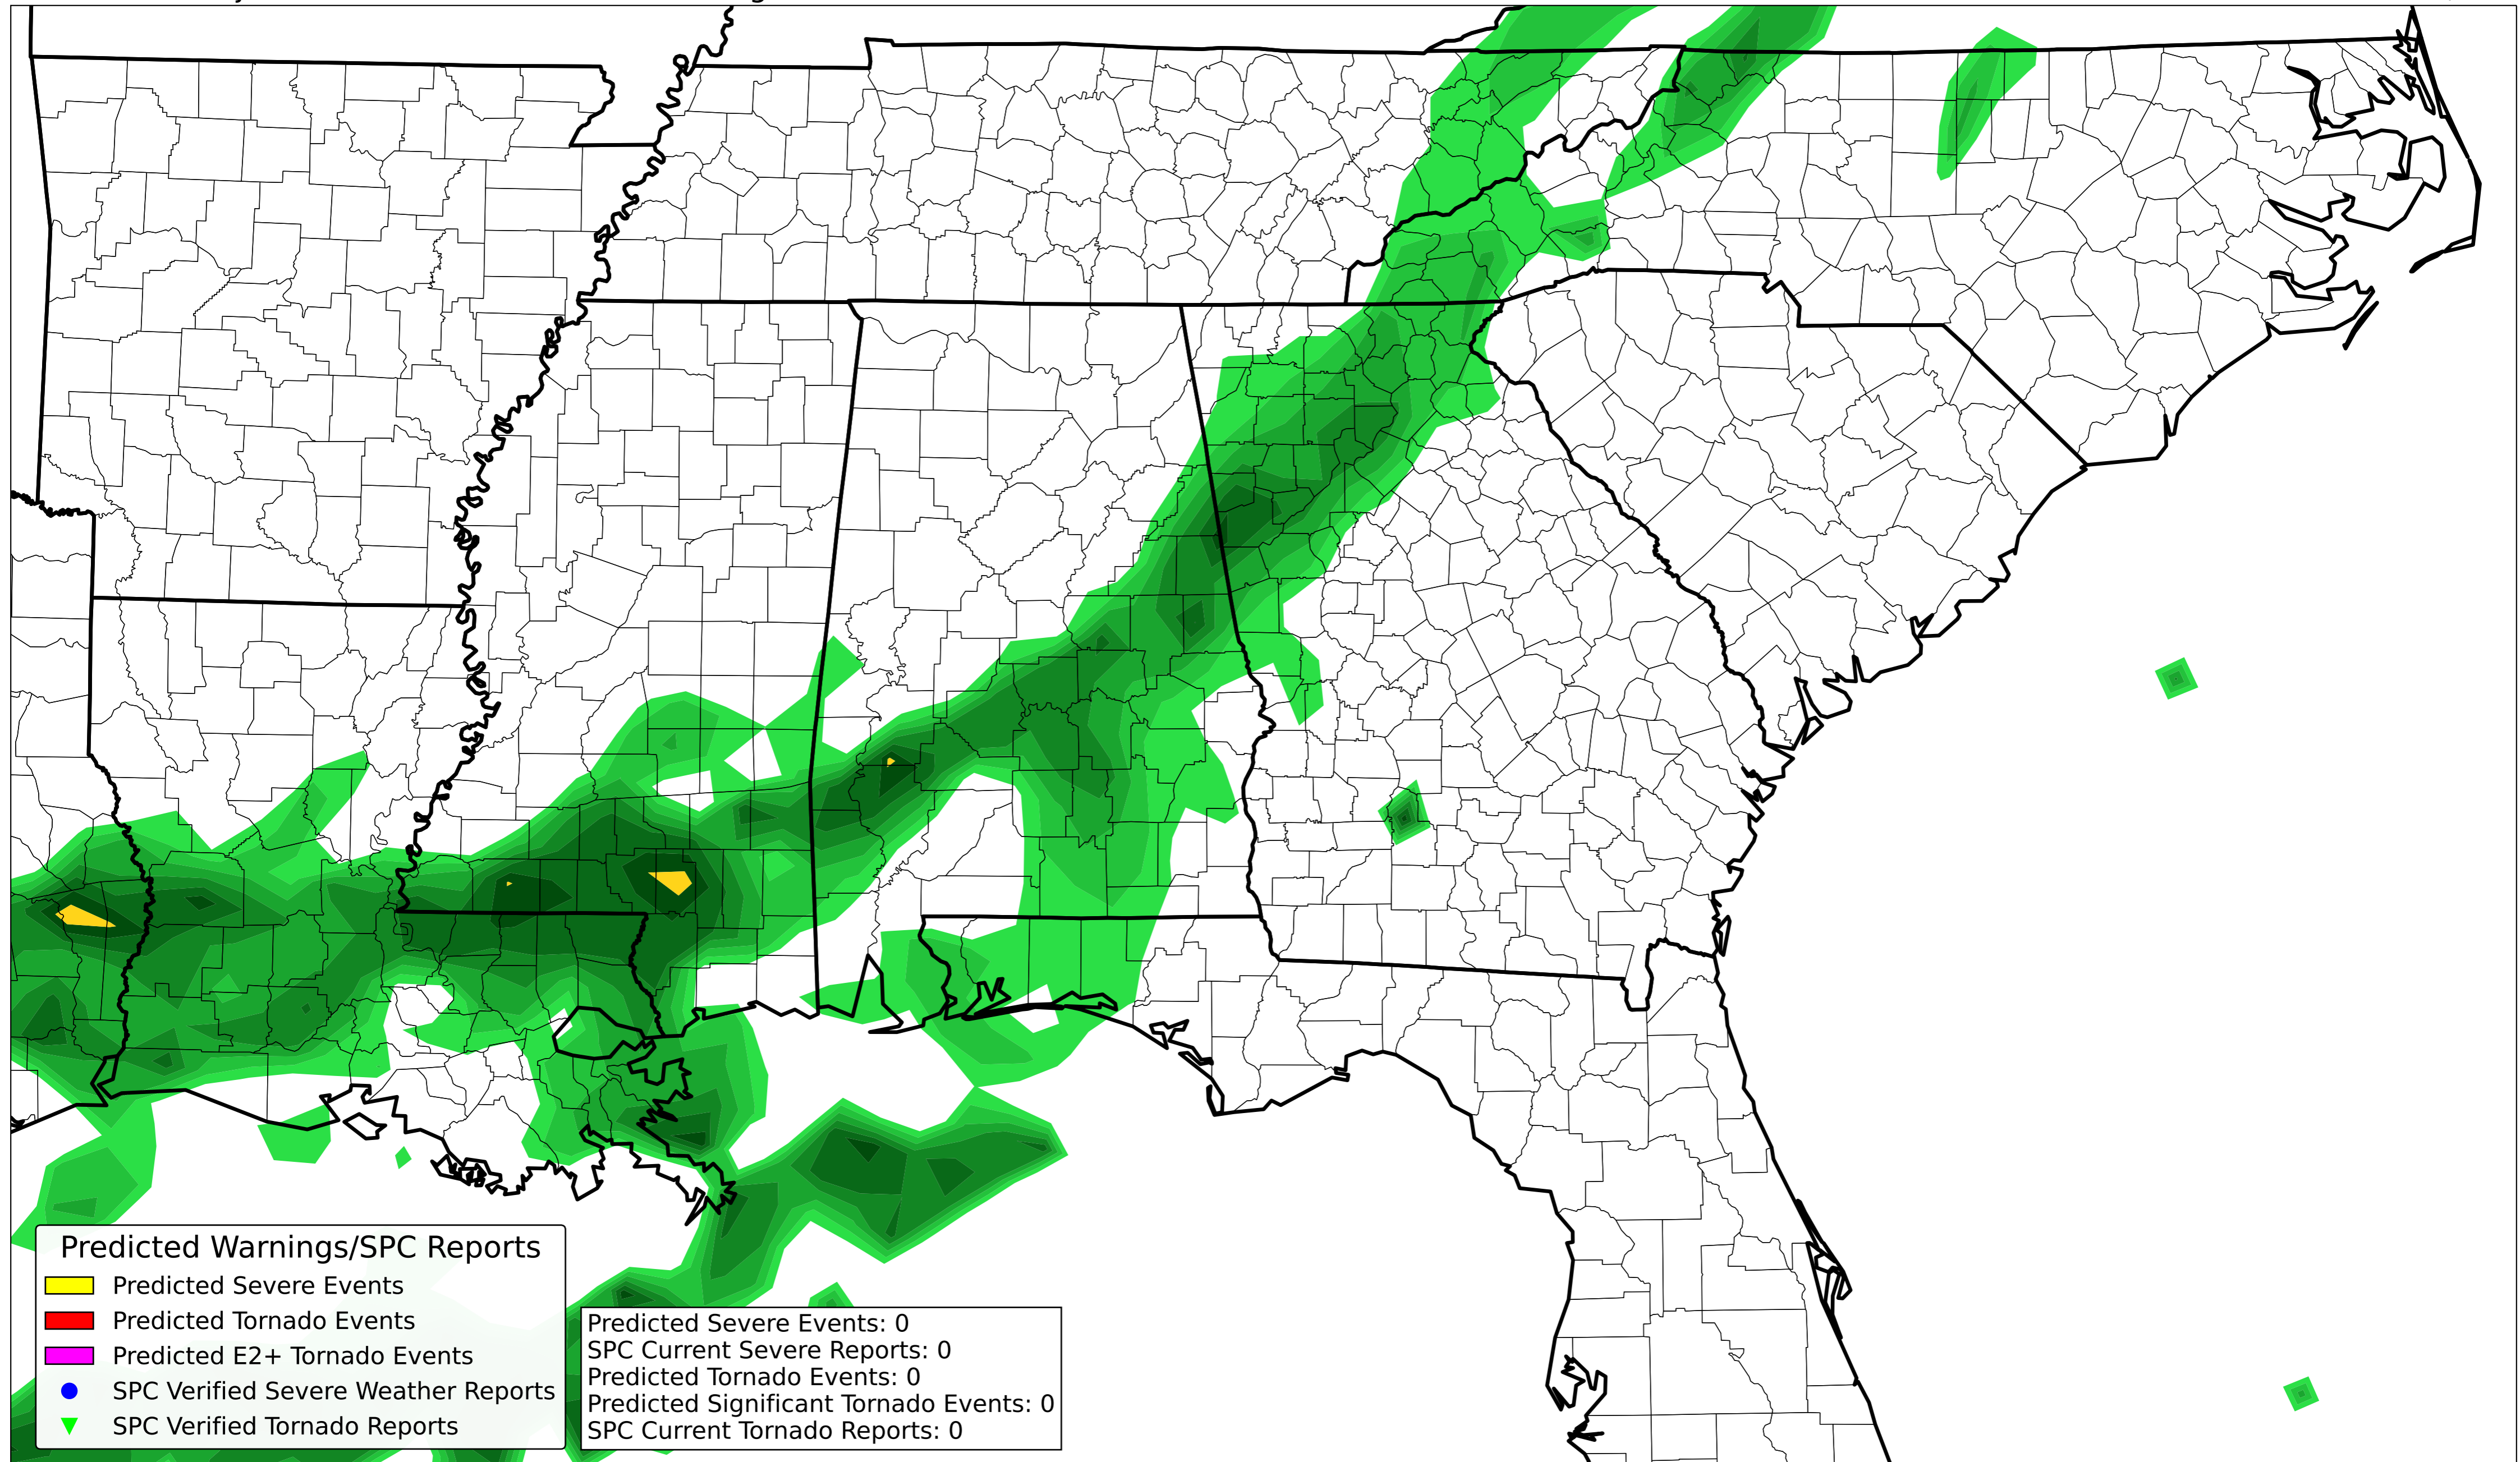 Predicted Warnings/SPC Reports
Predicted Severe Events
Predicted Tornado Events
Predicted E2+ Tornado Events
SPC Verified Severe Weather Reports
SPC Verified Tornado Reports
Predicted Severe Events: 0
SPC Current Severe Reports: 0
Predicted Tornado Events: 0
Predicted Significant Tornado Events: 0
SPC Current Tornado Reports: 0